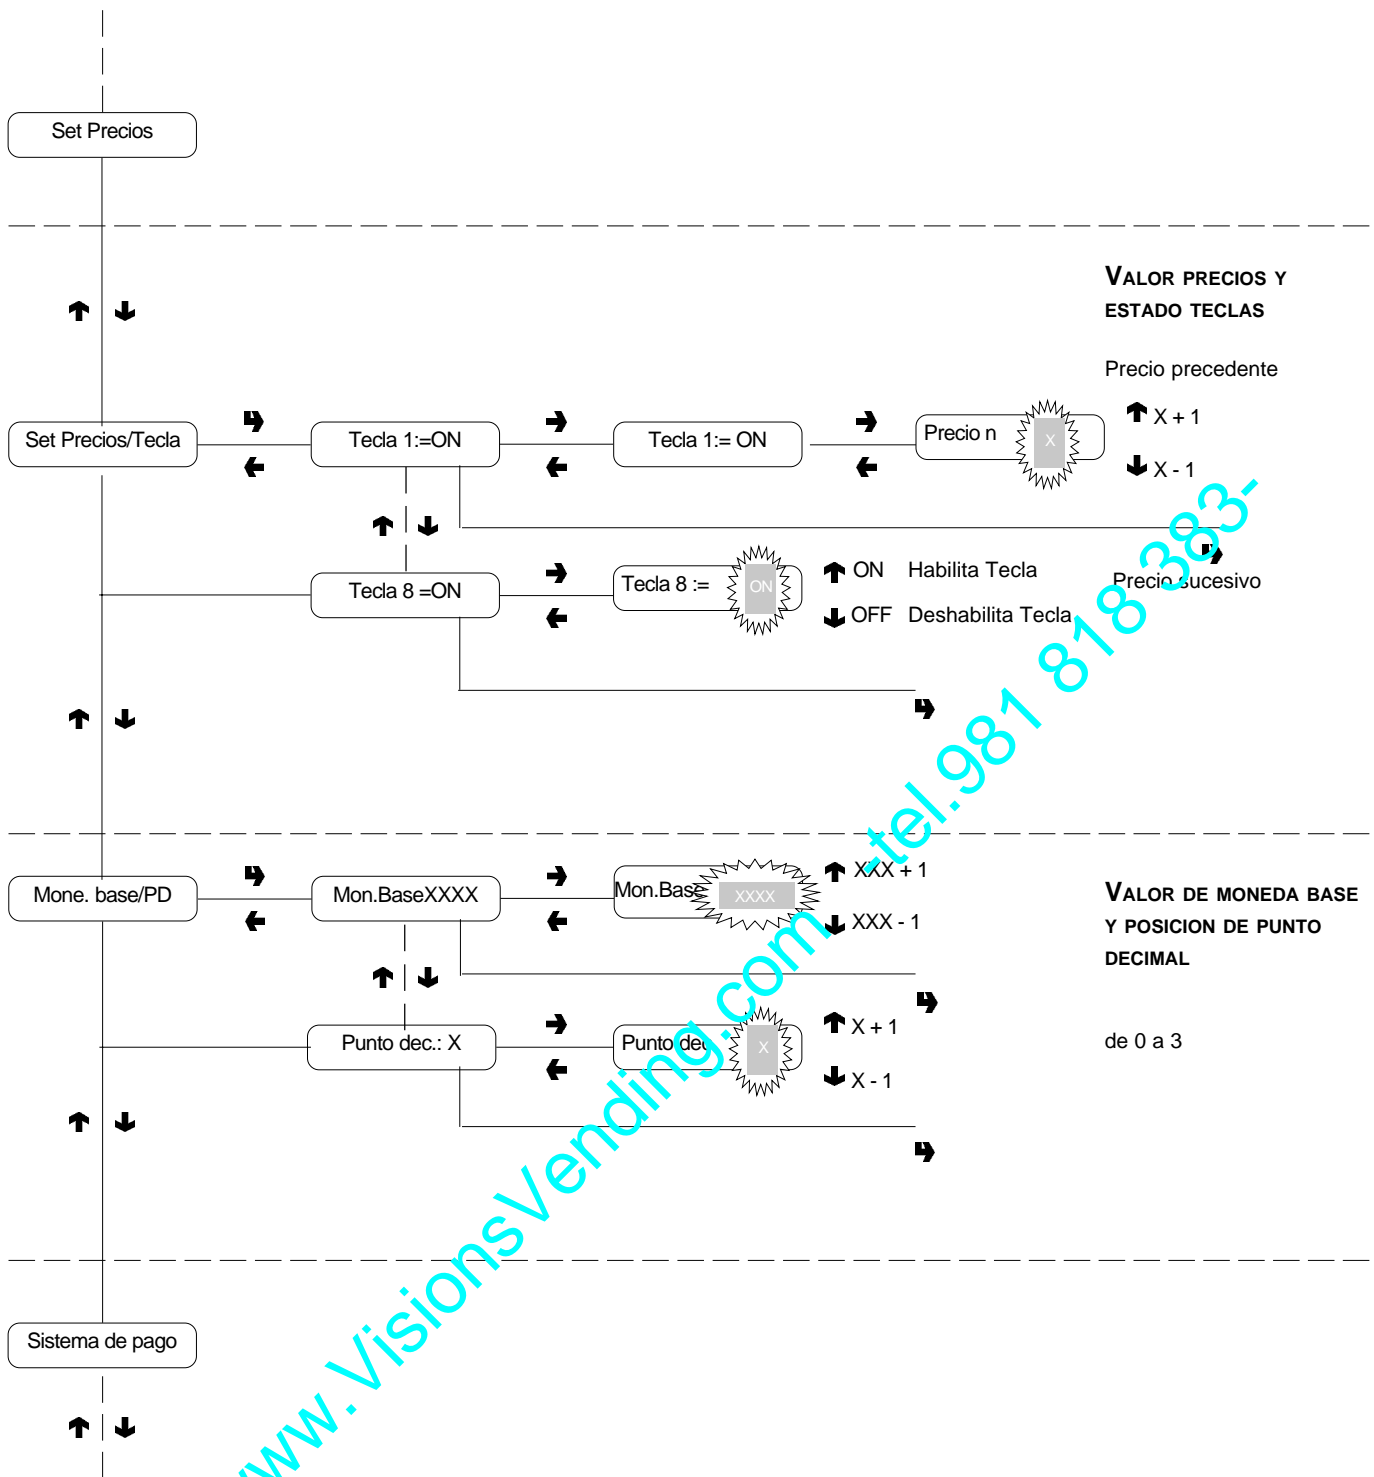 Set Precios
VALOR PRECIOS Y
ESTADO TECLAS
Precio precedente
Set Precios/Tecla
Tecla 1:=ON
Tecla 1:= ON
Precio n
X
X + 1
X - 1
Tecla 8 =ON
Tecla 8 :=
ON
ON Habilita Tecla
OFF Deshabilita Tecla
Precio sucesivo
Mone. base/PD
Mon.BaseXXXX
Mon.Base
XXXX
XXX + 1
XXX - 1
VALOR DE MONEDA BASE
Y POSICION DE PUNTO
DECIMAL
Punto dec.: X
Punto dec
X
X + 1
X - 1
de 0 a 3
Sistema de pago
www.VisionsVending.com -tel.981 818 383-